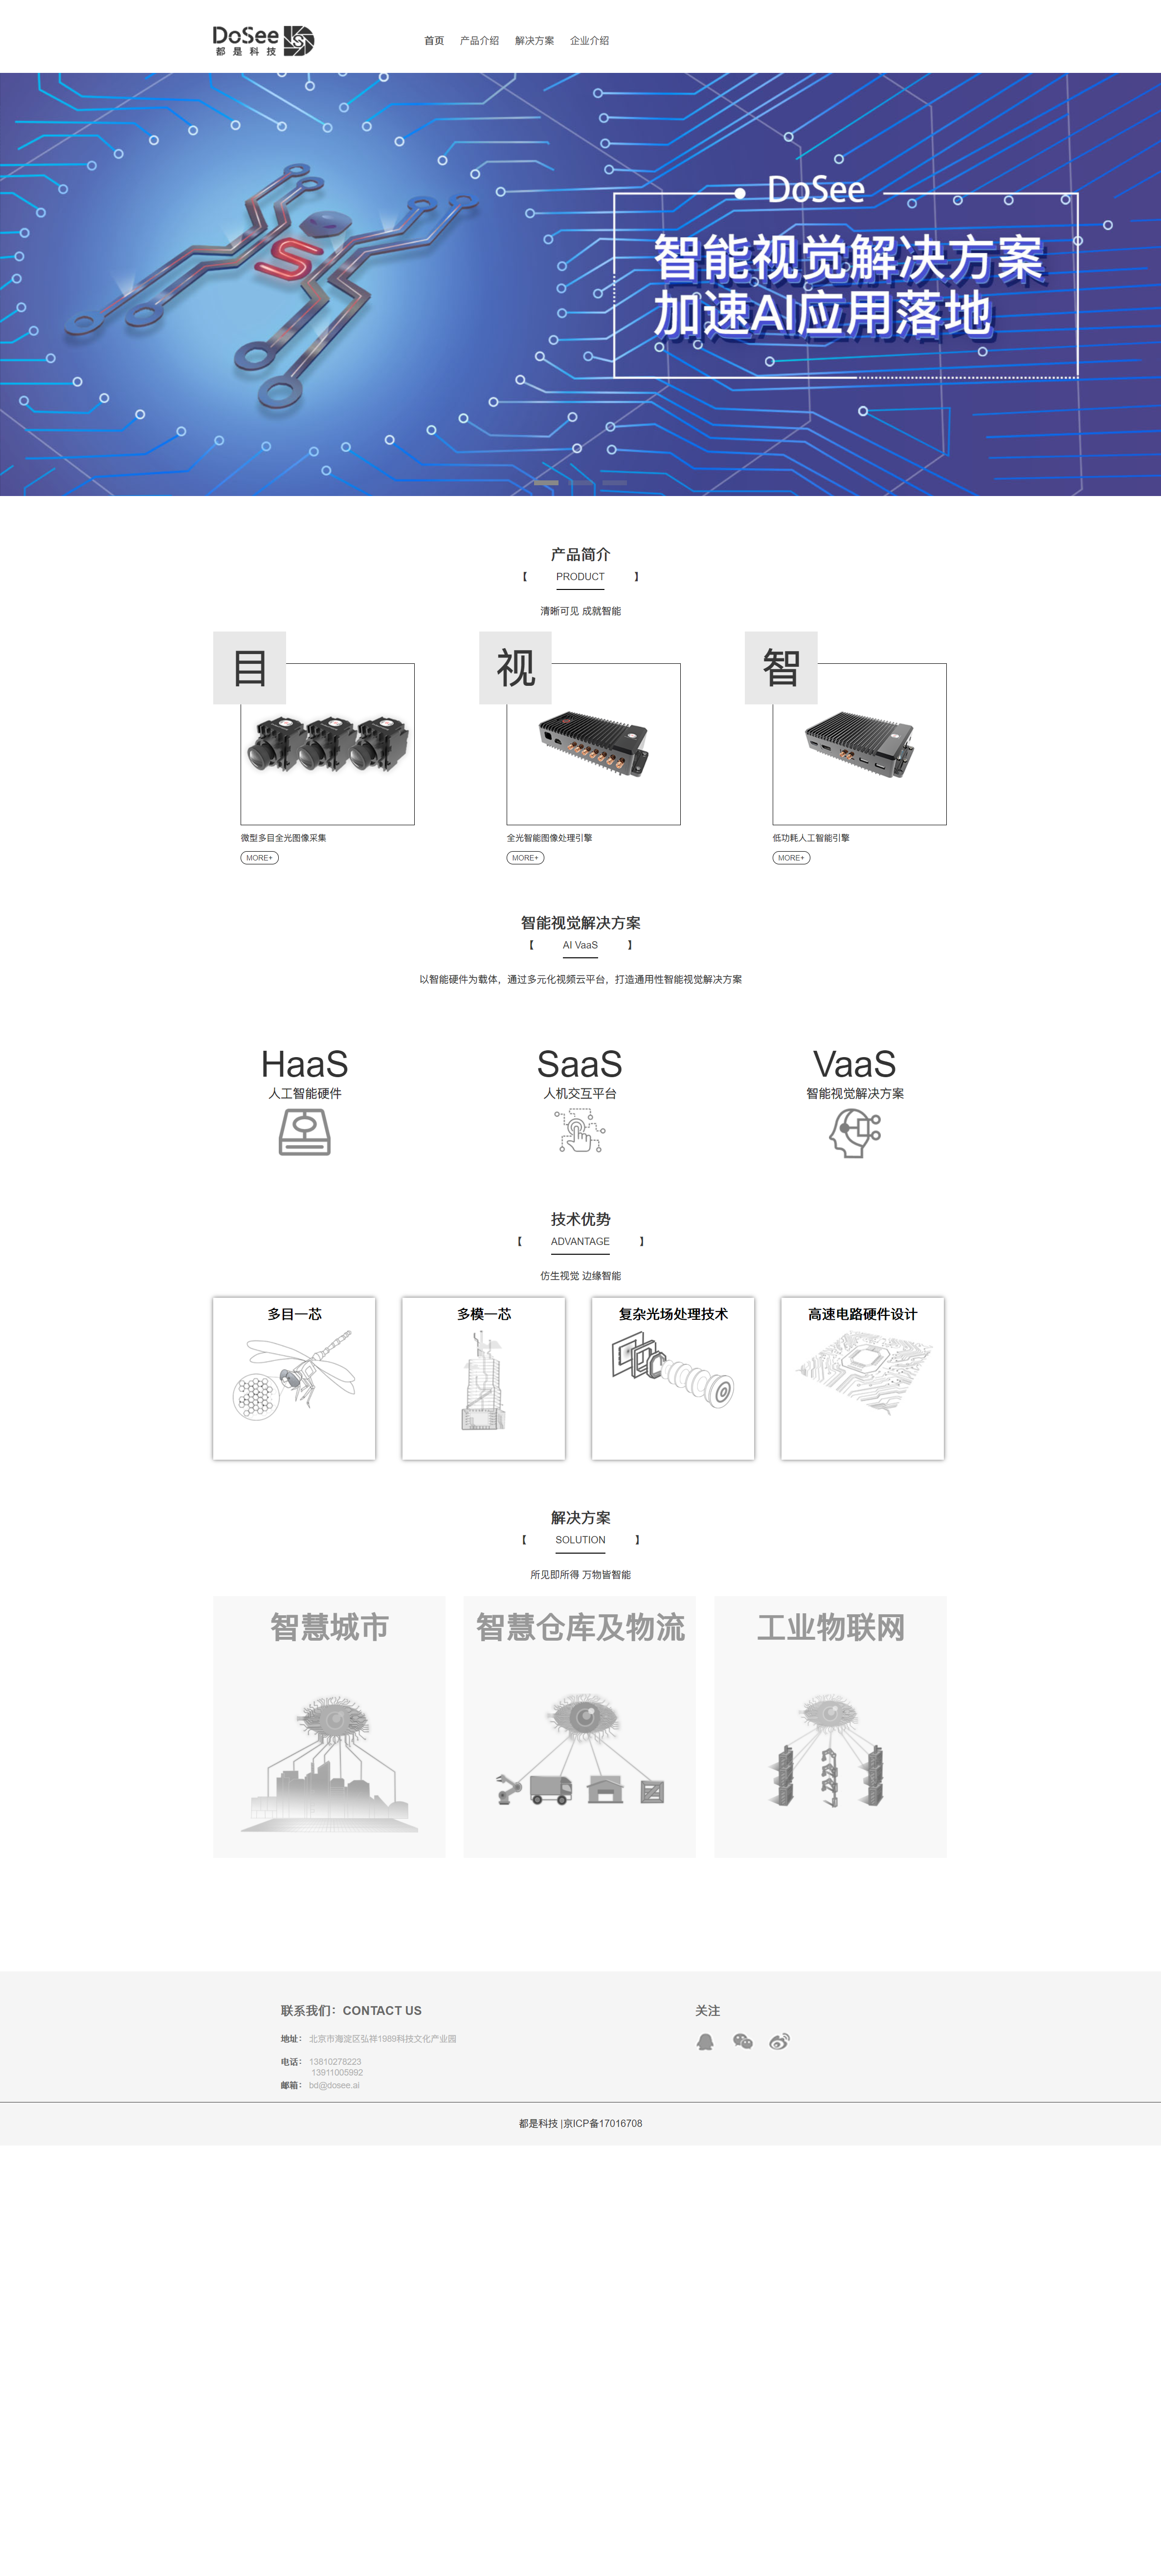 DoSee
都是科技
首页 产品介绍 解决方案 企业介绍
DoSee
智能视觉解决方案
加速AI应用落地
产品简介
【 PRODUCT 】
清晰可见 成就智能
目 视 智
微型多目全光图像采集 全光智能图像处理引擎 低功耗人工智能引擎
MORE+ MORE+ MORE+
智能视觉解决方案
【 AI VaaS 】
以智能硬件为载体，通过多元化视频云平台，打造通用性智能视觉解决方案
HaaS SaaS VaaS
人工智能硬件 人机交互平台 智能视觉解决方案
技术优势
【 ADVANTAGE 】
仿生视觉 边缘智能
多目一芯 多模一芯 复杂光场处理技术 高速电路硬件设计
解决方案
【 SOLUTION 】
所见即所得 万物皆智能
智慧城市 智慧仓库及物流 工业物联网
联系我们：CONTACT US 关注
地址： 北京市海淀区弘祥1989科技文化产业园
电话： 13810278223
13911005992
邮箱： bd@dosee.ai
都是科技 |京ICP备17016708